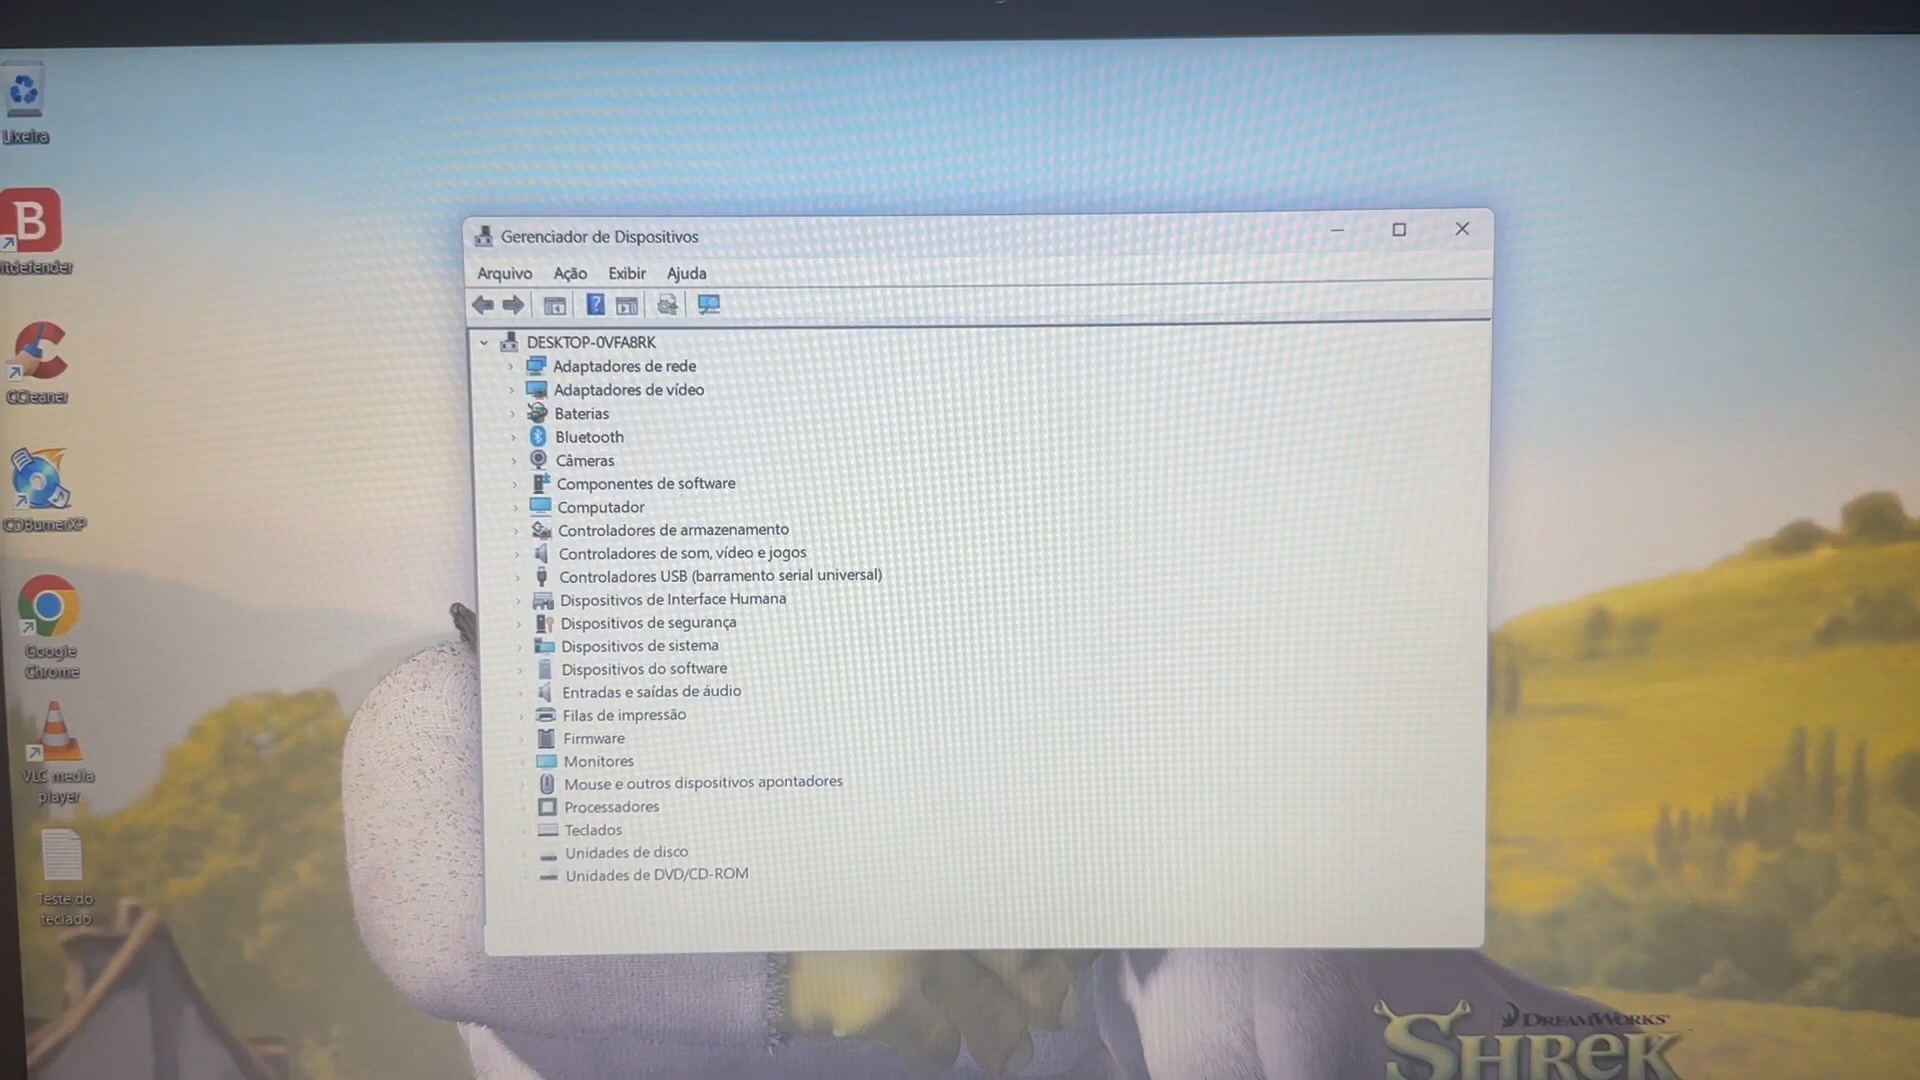 Lixeira
itdefender
CCleaner
CDBurnerXP
Google
Chrome
VLC media
player
Teste do
teclado
Gerenciador de Dispositivos
Arquivo Ação Exibir Ajuda
DESKTOP-0VFA8RK
Adaptadores de rede
Adaptadores de vídeo
Baterias
Bluetooth
Câmeras
Componentes de software
Computador
Controladores de armazenamento
Controladores de som, vídeo e jogos
Controladores USB (barramento serial universal)
Dispositivos de Interface Humana
Dispositivos de segurança
Dispositivos de sistema
Dispositivos do software
Entradas e saídas de áudio
Filas de impressão
Firmware
Monitores
Mouse e outros dispositivos apontadores
Processadores
Teclados
Unidades de disco
Unidades de DVD/CD-ROM
DREAMWORKS
SHREK